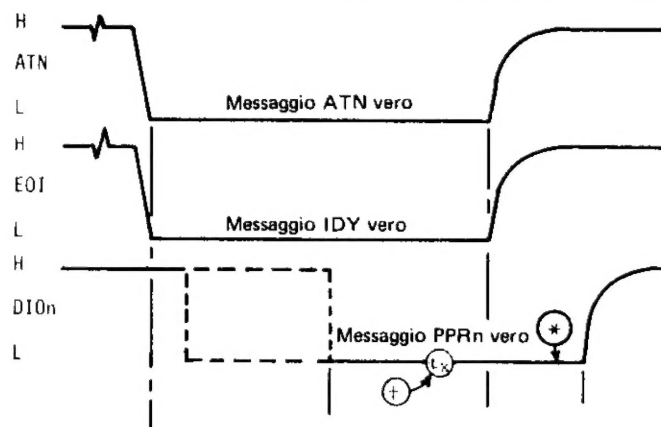 H
ATN
L
Messaggio ATN vero
H
EOI
L
Messaggio IDY vero
H
DIOn
L
Messaggio PPRn vero
*
tx
†